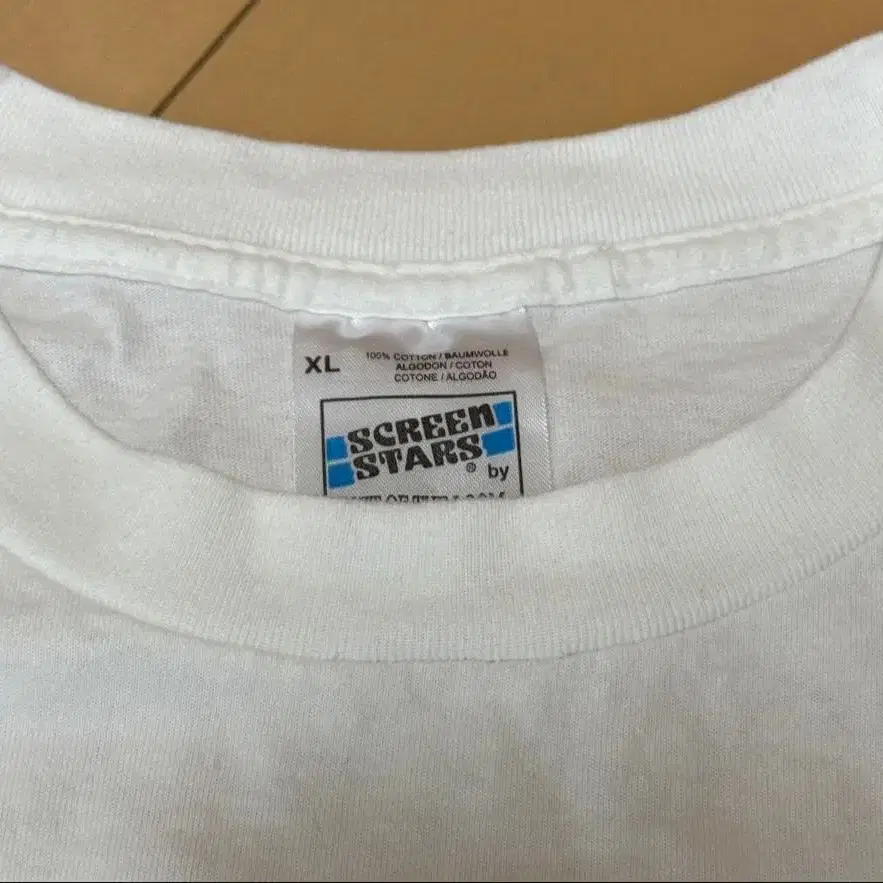 XL
100% COTTON / BAUMWOLLE
ALGODON / COTON
COTONE / ALGODÃO
SCREEN
STARS
® by